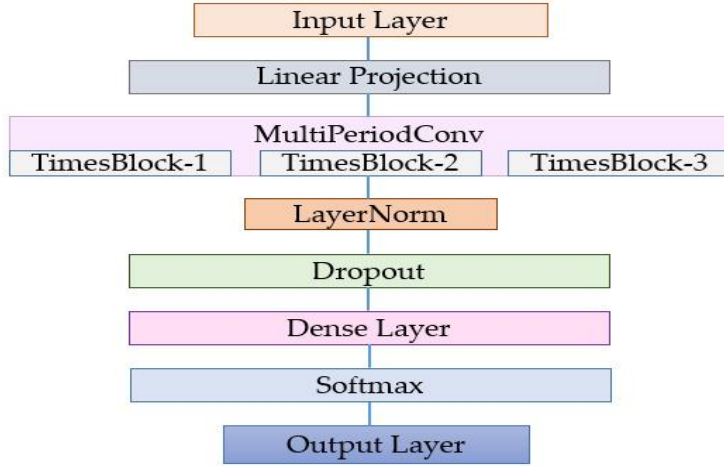 Input Layer
Linear Projection
MultiPeriodConv
TimesBlock-1 TimesBlock-2 TimesBlock-3
LayerNorm
Dropout
Dense Layer
Softmax
Output Layer